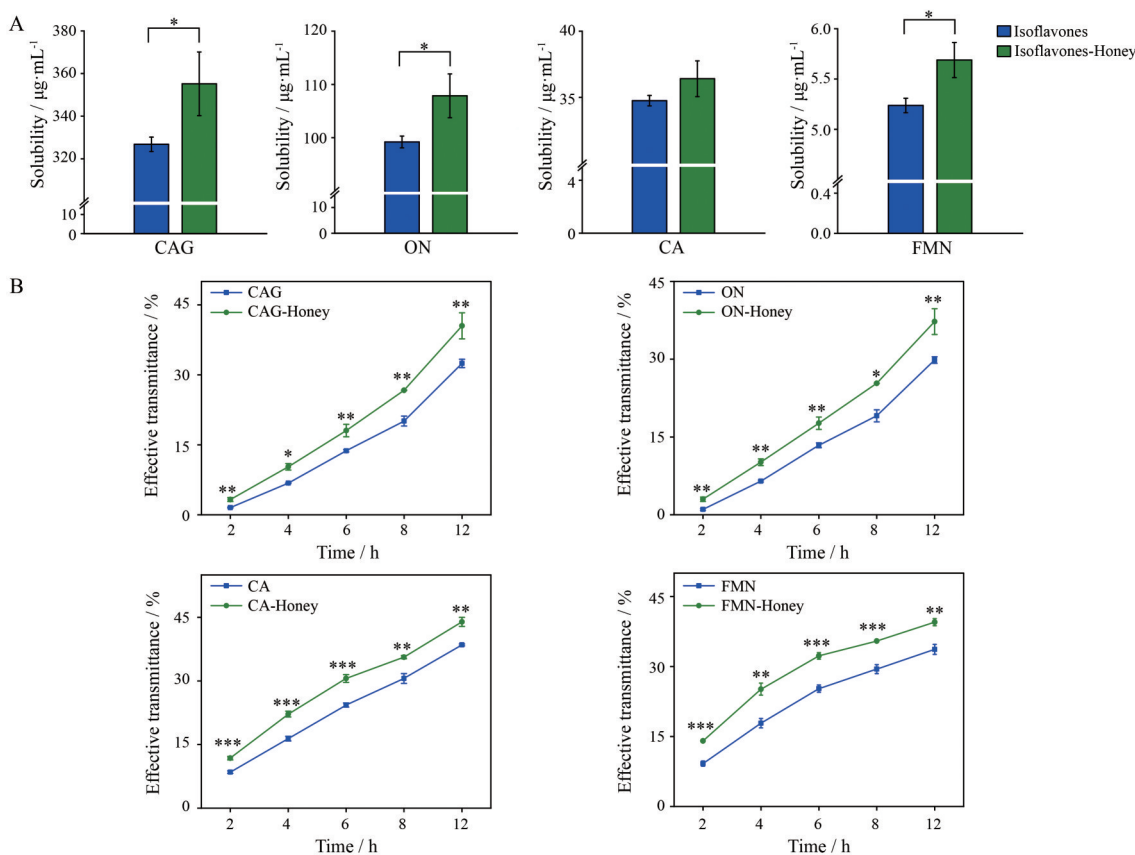 A
Solubility / μg·mL⁻¹
380
360
340
320
10
0
*
CAG
Solubility / μg·mL⁻¹
120
110
100
10
0
*
ON
Solubility / μg·mL⁻¹
40
35
4
0
CA
Solubility / μg·mL⁻¹
6.0
5.5
5.0
0.4
0.0
*
FMN
Isoflavones
Isoflavones-Honey
B
Effective transmittance / %
45
30
15
0
CAG
CAG-Honey
** * ** ** **
2 4 6 8 12
Time / h
Effective transmittance / %
45
30
15
0
ON
ON-Honey
** ** ** * **
2 4 6 8 12
Time / h
Effective transmittance / %
45
30
15
0
CA
CA-Honey
*** *** *** ** **
2 4 6 8 12
Time / h
Effective transmittance / %
45
30
15
0
FMN
FMN-Honey
*** ** *** *** **
2 4 6 8 12
Time / h